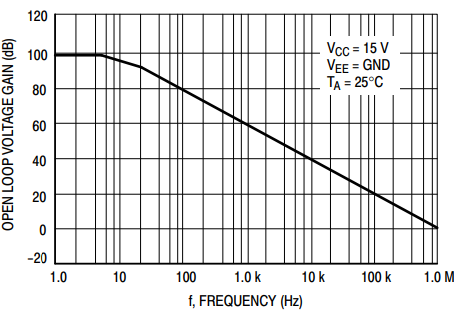 120
100
80
60
40
20
0
-20
OPEN LOOP VOLTAGE GAIN (dB)
VCC = 15 V
VEE = GND
TA = 25°C
1.0 10 100 1.0 k 10 k 100 k 1.0 M
f, FREQUENCY (Hz)